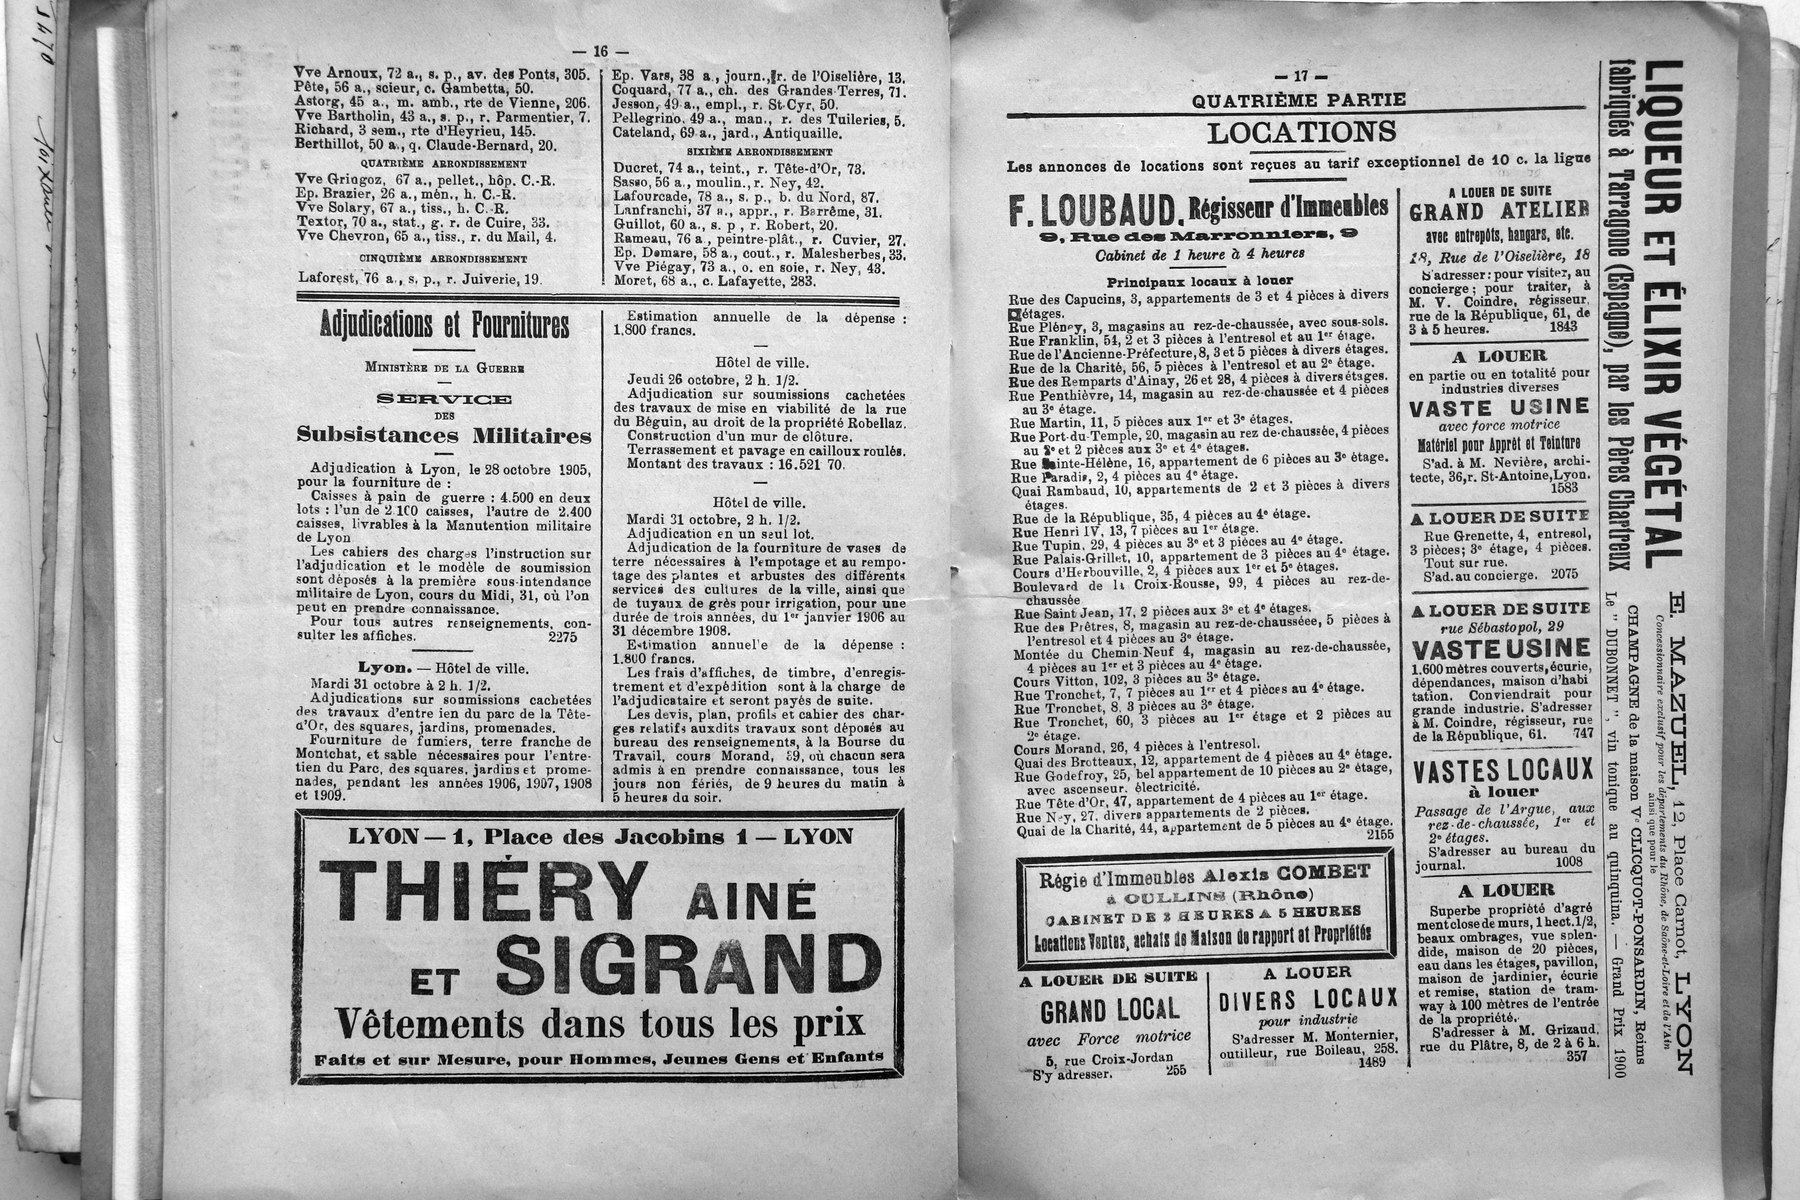 — 16 —
Vve Arnoux, 72 a., s. p., av. des Ponts, 305.
Pête, 56 a., scieur, c. Gambetta, 50.
Astorg, 45 a., m. amb., rte de Vienne, 206.
Vve Bartholin, 43 a., s. p., r. Parmentier, 7.
Richard, 3 sem., rte d'Heyrieu, 145.
Berthillot, 50 a., q. Claude-Bernard, 20.
QUATRIÈME ARRONDISSEMENT
Vve Griogoz, 67 a., pellet., hôp. C.-R.
Ep. Brazier, 26 a., mén., h. C.-R.
Vve Solary, 67 a., tiss., h. C.-R.
Textor, 70 a., stat., g. r. de Cuire, 33.
Vve Chevron, 65 a., tiss., r. du Mail, 4.
CINQUIÈME ARRONDISSEMENT
Laforest, 76 a., s. p., r. Juiverie, 19.
Ep. Vars, 38 a., journ., r. de l'Oiselière, 13.
Coquard, 77 a., ch. des Grandes-Terres, 71.
Jesson, 49 a., empl., r. St-Cyr, 50.
Pellegrino, 49 a., man., r. des Tuileries, 5.
Cateland, 69 a., jard., Antiquaille.
SIXIÈME ARRONDISSEMENT
Ducret, 74 a., teint., r. Tête-d'Or, 73.
Sasso, 56 a., moulin., r. Ney, 42.
Lafourcade, 78 a., s. p., b. du Nord, 87.
Lanfranchi, 37 a., appr., r. Barrême, 31.
Guillot, 60 a., s. p., r. Robert, 20.
Rameau, 76 a., peintre-plât., r. Cuvier, 27.
Ep. Demare, 58 a., cout., r. Malesherbes, 33.
Vve Piégay, 73 a., o. en soie, r. Ney, 43.
Moret, 68 a., c. Lafayette, 283.
Adjudications et Fournitures
MINISTÈRE DE LA GUERRE
SERVICE
DES
Subsistances Militaires
Adjudication à Lyon, le 28 octobre 1905,
pour la fourniture de :
Caisses à pain de guerre : 4.500 en deux
lots : l'un de 2.100 caisses, l'autre de 2.400
caisses, livrables à la Manutention militaire
de Lyon
Les cahiers des charges l'instruction sur
l'adjudication et le modèle de soumission
sont déposés à la première sous-intendance
militaire de Lyon, cours du Midi, 31, où l'on
peut en prendre connaissance.
Pour tous autres renseignements, con-
sulter les affiches. 2275
Lyon. — Hôtel de ville.
Mardi 31 octobre à 2 h. 1/2.
Adjudications sur soumissions cachetées
des travaux d'entre ien du parc de la Tête-
d'Or, des squares, jardins, promenades.
Fourniture de fumiers, terre franche de
Montchat, et sable nécessaires pour l'entre-
tien du Parc, des squares, jardins et prome-
nades, pendant les années 1906, 1907, 1908
et 1909.
Estimation annuelle de la dépense :
1,800 francs.
Hôtel de ville.
Jeudi 26 octobre, 2 h. 1/2.
Adjudication sur soumissions cachetées
des travaux de mise en viabilité de la rue
du Béguin, au droit de la propriété Robellaz.
Construction d'un mur de clôture.
Terrassement et pavage en cailloux roulés.
Montant des travaux : 16.521 70.
Hôtel de ville.
Mardi 31 octobre, 2 h. 1/2.
Adjudication en un seul lot.
Adjudication de la fourniture de vases de
terre nécessaires à l'empotage et au rempo-
tage des plantes et arbustes des différents
services des cultures de la ville, ainsi que
de tuyaux de grès pour irrigation, pour une
durée de trois années, du 1er janvier 1906 au
31 décembre 1908.
Estimation annuel'e de la dépense :
1.800 francs.
Les frais d'affiches, de timbre, d'enregis-
trement et d'expédition sont à la charge de
l'adjudicataire et seront payés de suite.
Les devis, plan, profils et cahier des char-
ges relatifs auxdits travaux sont déposés au
bureau des renseignements, à la Bourse du
Travail, cours Morand, 39, où chacun sera
admis à en prendre connaissance, tous les
jours non fériés, de 9 heures du matin à
5 heures du soir.
LYON — 1, Place des Jacobins 1 — LYON
THIÉRY AINÉ
ET SIGRAND
Vêtements dans tous les prix
Faits et sur Mesure, pour Hommes, Jeunes Gens et Enfants
— 17 —
QUATRIÈME PARTIE
LOCATIONS
Les annonces de locations sont reçues au tarif exceptionnel de 10 c. la ligne
F. LOUBAUD, Régisseur d'Immeubles
9, Rue des Marronniers, 9
Cabinet de 1 heure à 4 heures
Principaux locaux à louer
Rue des Capucins, 3, appartements de 3 et 4 pièces à divers
étages.
Rue Pléney, 3, magasins au rez-de-chaussée, avec sous-sols.
Rue Franklin, 54, 2 et 3 pièces à l'entresol et au 1er étage.
Rue de l'Ancienne-Préfecture, 8, 3 et 5 pièces à divers étages.
Rue de la Charité, 56, 5 pièces à l'entresol et au 2e étage.
Rue des Remparts d'Ainay, 26 et 28, 4 pièces à divers étages.
Rue Penthièvre, 14, magasin au rez-de-chaussée et 4 pièces
au 3e étage.
Rue Martin, 11, 5 pièces aux 1er et 3e étages.
Rue Port-du-Temple, 20, magasin au rez de-chaussée, 4 pièces
au e et 2 pièces aux 3e et 4e étages.
Rue Sainte-Hélène, 16, appartement de 6 pièces au 3e étage.
Rue Paradis, 2, 4 pièces au 4e étage.
Quai Rambaud, 10, appartements de 2 et 3 pièces à divers
étages.
Rue de la République, 35, 4 pièces au 4e étage.
Rue Henri IV, 13, 7 pièces au 1er étage.
Rue Tupin, 29, 4 pièces au 3e et 3 pièces au 4e étage.
Rue Palais-Grillet, 10, appartement de 3 pièces au 4e étage.
Cours d'Herbouville, 2, 4 pièces aux 1er et 5e étages.
Boulevard de la Croix-Rousse, 99, 4 pièces au rez-de-
chaussée
Rue Saint Jean, 17, 2 pièces aux 3e et 4e étages.
Rue des Prêtres, 8, magasin au rez-de-chausséee, 5 pièces à
l'entresol et 4 pièces au 3e étage.
Montée du Chemin-Neuf 4, magasin au rez-de-chaussée,
4 pièces au 1er et 3 pièces au 4e étage.
Cours Vitton, 102, 3 pièces au 3e étage.
Rue Tronchet, 7, 7 pièces au 1er et 4 pièces au 4e étage.
Rue Tronchet, 8, 3 pièces au 3e étage.
Rue Tronchet, 60, 3 pièces au 1er étage et 2 pièces au
2e étage.
Cours Morand, 26, 4 pièces à l'entresol.
Quai des Brotteaux, 12, appartement de 4 pièces au 4e étage.
Rue Godefroy, 25, bel appartement de 10 pièces au 2e étage,
avec ascenseur, électricité.
Rue Tête d'Or, 47, appartement de 4 pièces au 1er étage.
Rue Ney, 27, divers appartements de 2 pièces.
Quai de la Charité, 44, appartement de 5 pièces au 4e étage.
2155
Régie d'Immeubles Alexis COMBET
à OULLINS (Rhône)
CABINET DE 2 HEURES A 5 HEURES
Locations Ventes, achats de Maison de rapport et Propriétés
A LOUER DE SUITE
GRAND LOCAL
avec Force motrice
5, rue Croix-Jordan
S'y adresser. 255
A LOUER
DIVERS LOCAUX
pour industrie
S'adresser M. Monternier,
outilleur, rue Boileau, 258.
1489
A LOUER DE SUITE
GRAND ATELIER
avec entrepôts, hangars, etc.
18, Rue de l'Oiselière, 18
S'adresser : pour visiter, au
concierge ; pour traiter, à
M. V. Coindre, régisseur,
rue de la République, 61, de
3 à 5 heures. 1843
A LOUER
en partie ou en totalité pour
industries diverses
VASTE USINE
avec force motrice
Matériel pour Apprêt et Teinture
S'ad. à M. Nevière, archi-
tecte, 36, r. St-Antoine, Lyon.
1583
A LOUER DE SUITE
Rue Grenette, 4, entresol,
3 pièces; 3e étage, 4 pièces.
Tout sur rue.
S'ad. au concierge. 2075
A LOUER DE SUITE
rue Sébastopol, 29
VASTE USINE
1.600 mètres couverts, écurie,
dépendances, maison d'habi
tation. Conviendrait pour
grande industrie. S'adresser
à M. Coindre, régisseur, rue
de la République, 61. 747
VASTES LOCAUX
à louer
Passage de l'Argue, aux
rez-de-chaussée, 1er et
2e étages.
S'adresser au bureau du
journal. 1008
A LOUER
Superbe propriété d'agré
ment close de murs, 1 hect. 1/2,
beaux ombrages, vue splen-
dide, maison de 20 pièces,
eau dans les étages, pavillon,
maison de jardinier, écurie
et remise, station de tram-
way à 100 mètres de l'entrée
de la propriété.
S'adresser à M. Grizaud,
rue du Plâtre, 8, de 2 à 6 h.
357
LIQUEUR ET ÉLIXIR VÉGÉTAL
fabriqués à Tarragone (Espagne), par les Pères Chartreux
E. MAZUEL, 12, Place Carnot, LYON
Concessionnaire exclusif pour les départements du Rhône, de Saône-et-Loire et de l'Ain
ainsi que pour le
CHAMPAGNE de la maison Ve CLICQUOT-PONSARDIN, Reims
Le " DUBONNET ", vin tonique au quinquina. — Grand Prix 1900